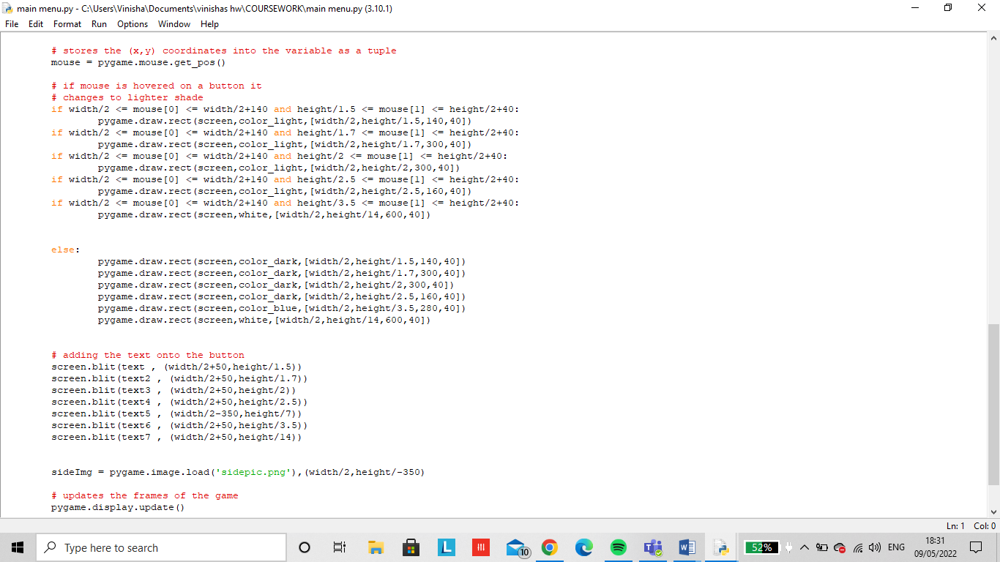 main menu.py - C:\Users\Vinisha\Documents\vinishas hw\COURSEWORK\main menu.py (3.10.1)
File Edit Format Run Options Window Help
# stores the (x,y) coordinates into the variable as a tuple
mouse = pygame.mouse.get_pos()
# if mouse is hovered on a button it
# changes to lighter shade
if width/2 <= mouse[0] <= width/2+140 and height/1.5 <= mouse[1] <= height/2+40:
pygame.draw.rect(screen,color_light,[width/2,height/1.5,140,40])
if width/2 <= mouse[0] <= width/2+140 and height/1.7 <= mouse[1] <= height/2+40:
pygame.draw.rect(screen,color_light,[width/2,height/1.7,300,40])
if width/2 <= mouse[0] <= width/2+140 and height/2 <= mouse[1] <= height/2+40:
pygame.draw.rect(screen,color_light,[width/2,height/2,300,40])
if width/2 <= mouse[0] <= width/2+140 and height/2.5 <= mouse[1] <= height/2+40:
pygame.draw.rect(screen,color_light,[width/2,height/2.5,160,40])
if width/2 <= mouse[0] <= width/2+140 and height/3.5 <= mouse[1] <= height/2+40:
pygame.draw.rect(screen,white,[width/2,height/14,600,40])
else:
pygame.draw.rect(screen,color_dark,[width/2,height/1.5,140,40])
pygame.draw.rect(screen,color_dark,[width/2,height/1.7,300,40])
pygame.draw.rect(screen,color_dark,[width/2,height/2,300,40])
pygame.draw.rect(screen,color_dark,[width/2,height/2.5,160,40])
pygame.draw.rect(screen,color_blue,[width/2,height/3.5,280,40])
pygame.draw.rect(screen,white,[width/2,height/14,600,40])
# adding the text onto the button
screen.blit(text , (width/2+50,height/1.5))
screen.blit(text2 , (width/2+50,height/1.7))
screen.blit(text3 , (width/2+50,height/2))
screen.blit(text4 , (width/2+50,height/2.5))
screen.blit(text5 , (width/2-350,height/7))
screen.blit(text6 , (width/2+50,height/3.5))
screen.blit(text7 , (width/2+50,height/14))
sideImg = pygame.image.load('sidepic.png'),(width/2,height/-350)
# updates the frames of the game
pygame.display.update()
Ln: 1 Col: 0
Type here to search
L
10
52%
ENG
18:31
09/05/2022